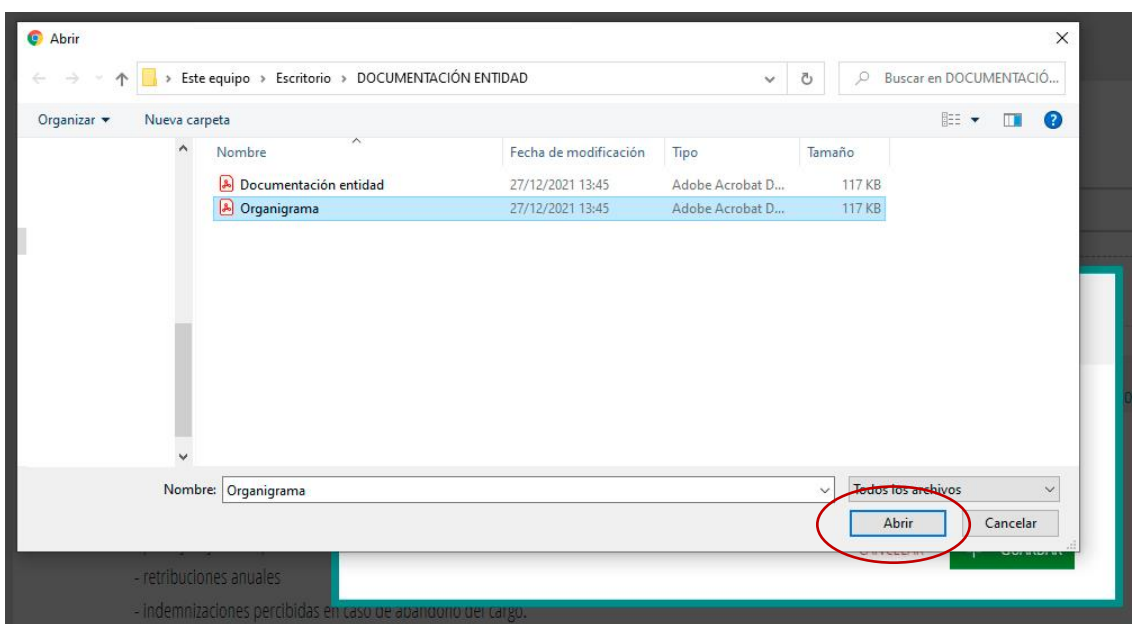 Abrir
Este equipo > Escritorio > DOCUMENTACIÓN ENTIDAD
Buscar en DOCUMENTACIÓ...
Organizar
Nueva carpeta
Nombre Fecha de modificación Tipo Tamaño
Documentación entidad 27/12/2021 13:45 Adobe Acrobat D... 117 KB
Organigrama 27/12/2021 13:45 Adobe Acrobat D... 117 KB
Nombre: Organigrama
Todos los archivos
Abrir
Cancelar
CANCELAR
GUARDAR
- retribuciones anuales
- indemnizaciones percibidas en caso de abandono del cargo.